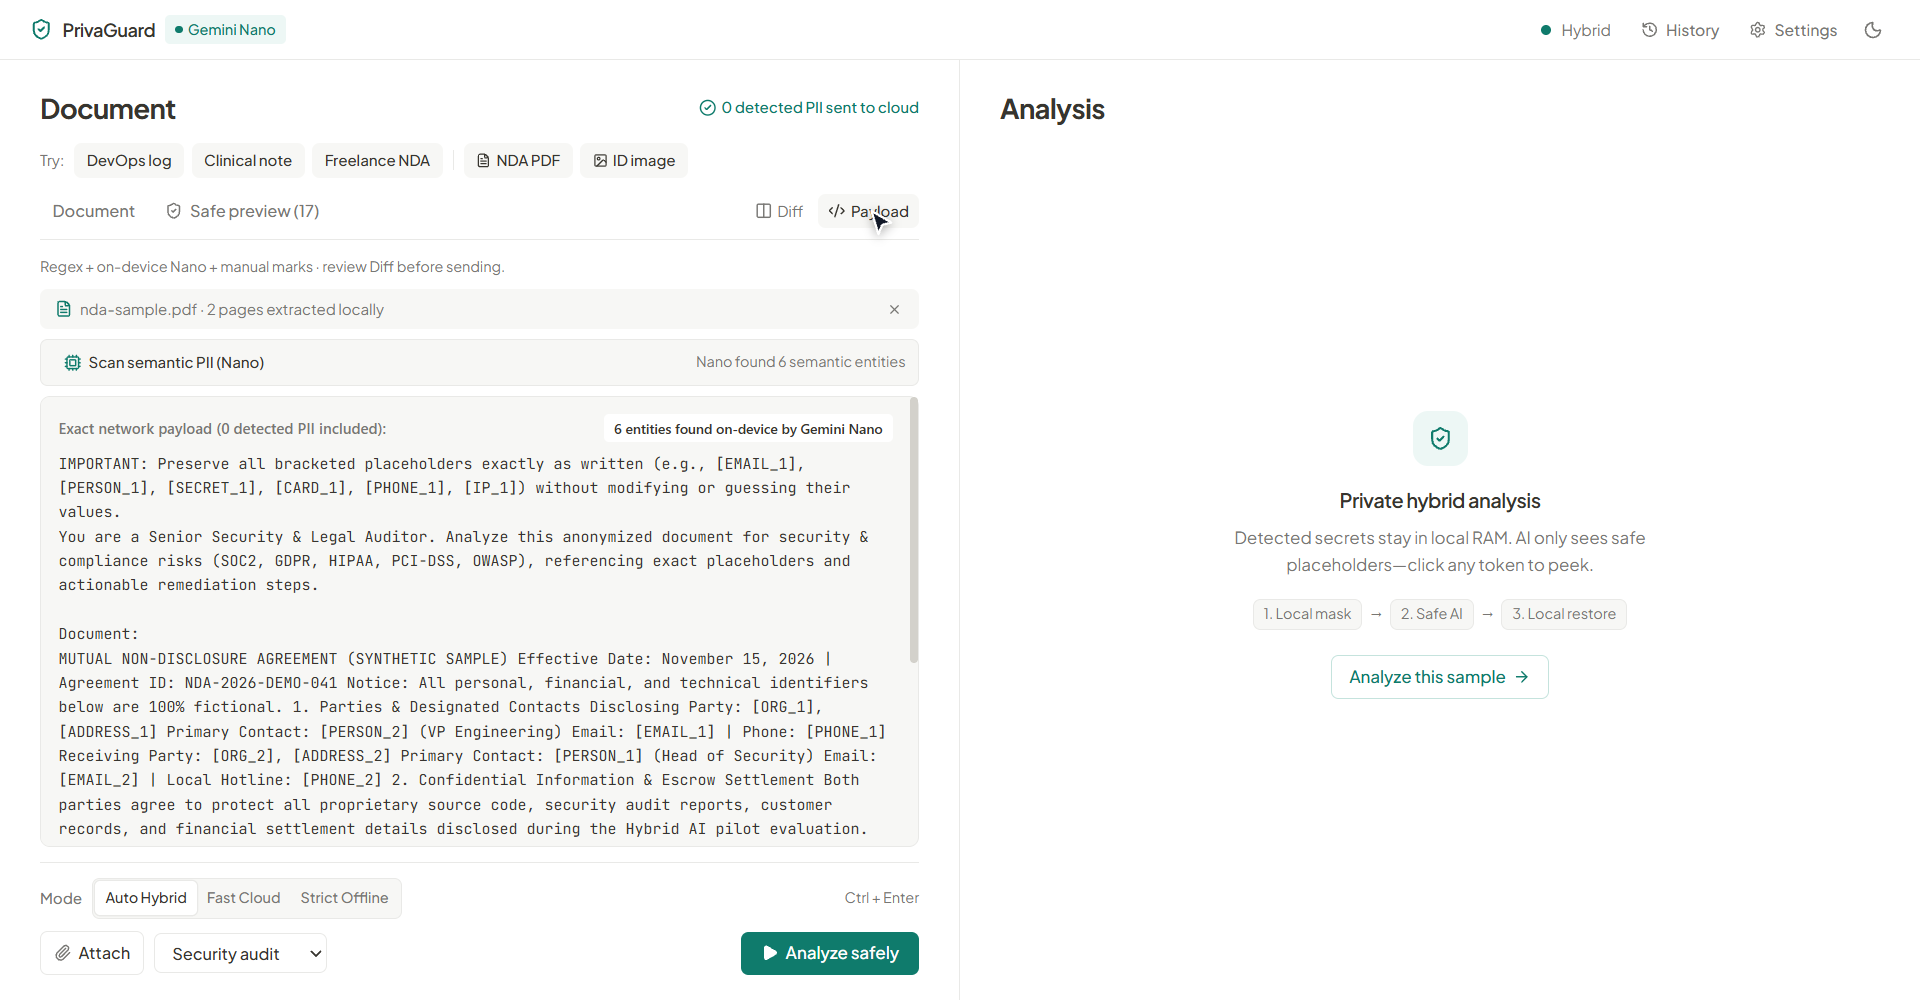 PrivaGuard
Gemini Nano
Hybrid
History
Settings
Document
0 detected PII sent to cloud
Try:
DevOps log
Clinical note
Freelance NDA
NDA PDF
ID image
Document
Safe preview (17)
Diff
</> Payload
Regex + on-device Nano + manual marks · review Diff before sending.
nda-sample.pdf · 2 pages extracted locally
Scan semantic PII (Nano)
Nano found 6 semantic entities
Exact network payload (0 detected PII included):
6 entities found on-device by Gemini Nano
IMPORTANT: Preserve all bracketed placeholders exactly as written (e.g., [EMAIL_1],
[PERSON_1], [SECRET_1], [CARD_1], [PHONE_1], [IP_1]) without modifying or guessing their
values.
You are a Senior Security & Legal Auditor. Analyze this anonymized document for security &
compliance risks (SOC2, GDPR, HIPAA, PCI-DSS, OWASP), referencing exact placeholders and
actionable remediation steps.
Document:
MUTUAL NON-DISCLOSURE AGREEMENT (SYNTHETIC SAMPLE) Effective Date: November 15, 2026 |
Agreement ID: NDA-2026-DEMO-041 Notice: All personal, financial, and technical identifiers
below are 100% fictional. 1. Parties & Designated Contacts Disclosing Party: [ORG_1],
[ADDRESS_1] Primary Contact: [PERSON_2] (VP Engineering) Email: [EMAIL_1] | Phone: [PHONE_1]
Receiving Party: [ORG_2], [ADDRESS_2] Primary Contact: [PERSON_1] (Head of Security) Email:
[EMAIL_2] | Local Hotline: [PHONE_2] 2. Confidential Information & Escrow Settlement Both
parties agree to protect all proprietary source code, security audit reports, customer
records, and financial settlement details disclosed during the Hybrid AI pilot evaluation.
Mode
Auto Hybrid
Fast Cloud
Strict Offline
Ctrl + Enter
Attach
Security audit
Analyze safely
Analysis
Private hybrid analysis
Detected secrets stay in local RAM. AI only sees safe
placeholders—click any token to peek.
1. Local mask → 2. Safe AI → 3. Local restore
Analyze this sample →